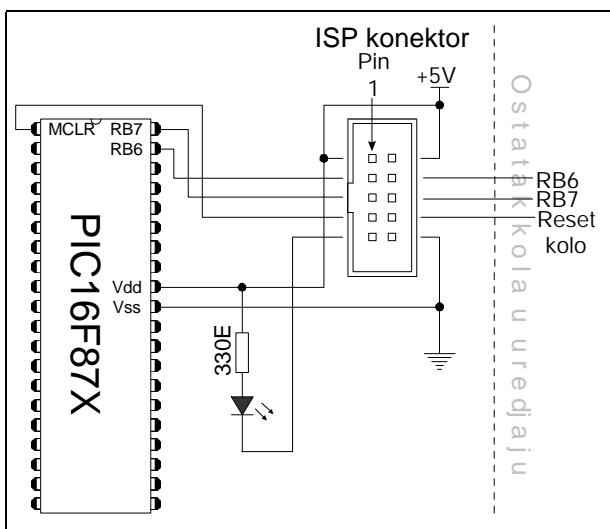 ISP konektor
Pin
1
+5V
MCLR
RB7
RB6
PIC16F87X
Vdd
Vss
330E
RB6
RB7
Reset
kolo
Ostatak kola u uredjaju